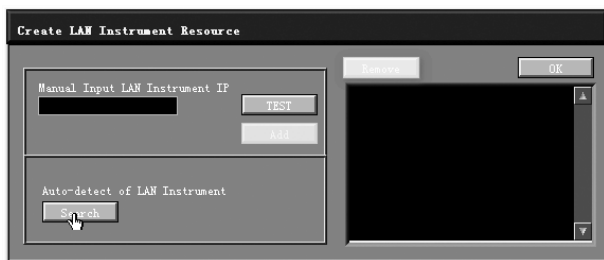 Create LAN Instrument Resource
Manual Input LAN Instrument IP
TEST
Add
Auto-detect of LAN Instrument
Search
Remove
OK